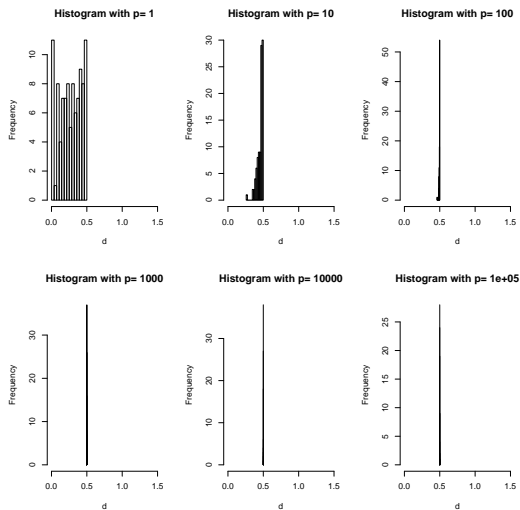 Histogram with p= 1
Histogram with p= 10
Histogram with p= 100
Frequency
0
2
4
6
8
10
0.0 0.5 1.0 1.5
d
Frequency
0
5
10
15
20
25
30
0.0 0.5 1.0 1.5
d
Frequency
0
10
20
30
40
50
0.0 0.5 1.0 1.5
d
Histogram with p= 1000
Histogram with p= 10000
Histogram with p= 1e+05
Frequency
0
10
20
30
0.0 0.5 1.0 1.5
d
Frequency
0
10
20
30
0.0 0.5 1.0 1.5
d
Frequency
0
5
10
15
20
25
0.0 0.5 1.0 1.5
d